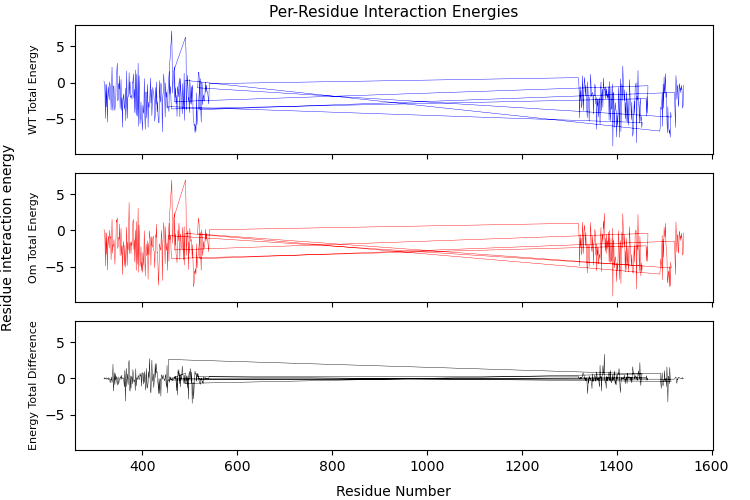 Per-Residue Interaction Energies
Residue interaction energy
WT Total Energy
5
0
−5
Om Total Energy
5
0
−5
Energy Total Difference
5
0
−5
400 600 800 1000 1200 1400 1600
Residue Number